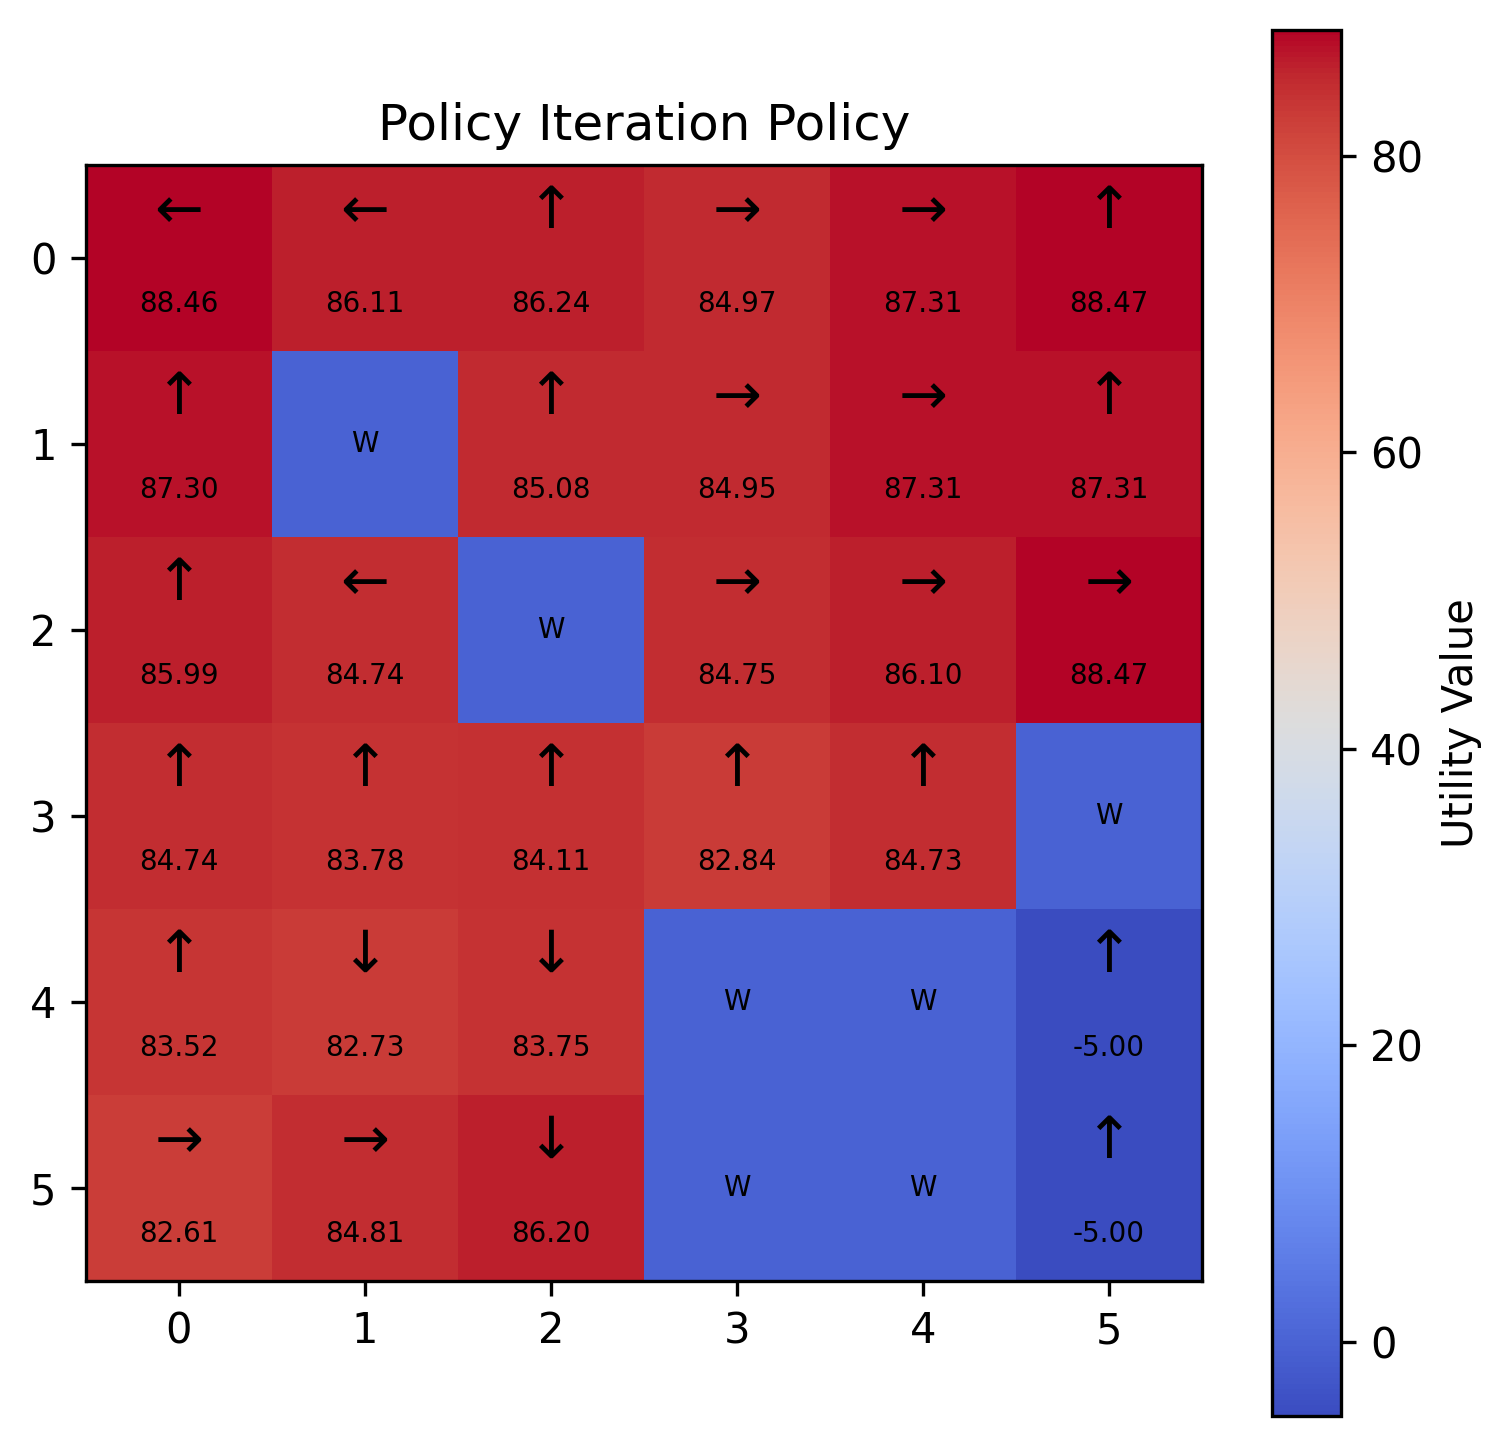 Policy Iteration Policy
← ← ↑ → → ↑
0 88.46 86.11 86.24 84.97 87.31 88.47
↑ ↑ → → ↑
1 W
87.30 85.08 84.95 87.31 87.31
↑ ← → → →
2 W
85.99 84.74 84.75 86.10 88.47
↑ ↑ ↑ ↑ ↑
3 W
84.74 83.78 84.11 82.84 84.73
↑ ↓ ↓ ↑
4 W W
83.52 82.73 83.75 -5.00
→ → ↓ ↑
5 W W
82.61 84.81 86.20 -5.00
0 1 2 3 4 5
80
60
40
20
0
Utility Value